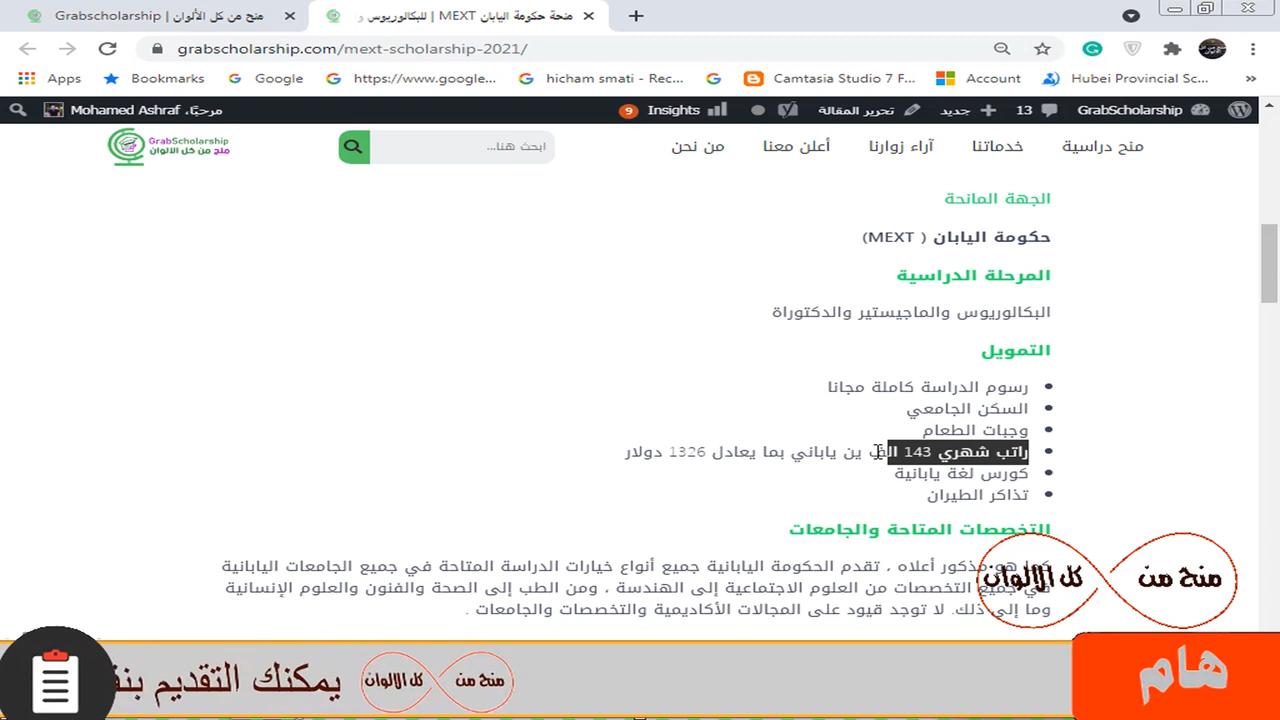 منح من كل الألوان | Grabscholarship
منحة حكومة اليابان MEXT | للبكالوريوس و
grabscholarship.com/mext-scholarship-2021/
Apps
Bookmarks
Google
https://www.google...
hicham smati - Rec...
Camtasia Studio 7 F...
Account
Hubei Provincial Sc...
»
مرحبًا، Mohamed Ashraf
9
Insights
تحرير المقالة
جديد
13
GrabScholarship
GrabScholarship
منح من كل الألوان
ابحث هنا...
من نحن
أعلن معنا
آراء زوارنا
خدماتنا
منح دراسية
الجهة المانحة
حكومة اليابان ( MEXT)
المرحلة الدراسية
البكالوريوس والماجيستير والدكتوراة
التمويل
رسوم الدراسة كاملة مجانا
السكن الجامعي
وجبات الطعام
راتب شهري 143 الف ين ياباني بما يعادل 1326 دولار
كورس لغة يابانية
تذاكر الطيران
التخصصات المتاحة والجامعات
كما هو مذكور أعلاه ، تقدم الحكومة اليابانية جميع أنواع خيارات الدراسة المتاحة في جميع الجامعات اليابانية
في جميع التخصصات من العلوم الاجتماعية إلى الهندسة ، ومن الطب إلى الصحة والفنون والعلوم الإنسانية
وما إلى ذلك. لا توجد قيود على المجالات الأكاديمية والتخصصات والجامعات .
منح من كل الالوان
هام
منح من كل الالوان
يمكنك التقديم